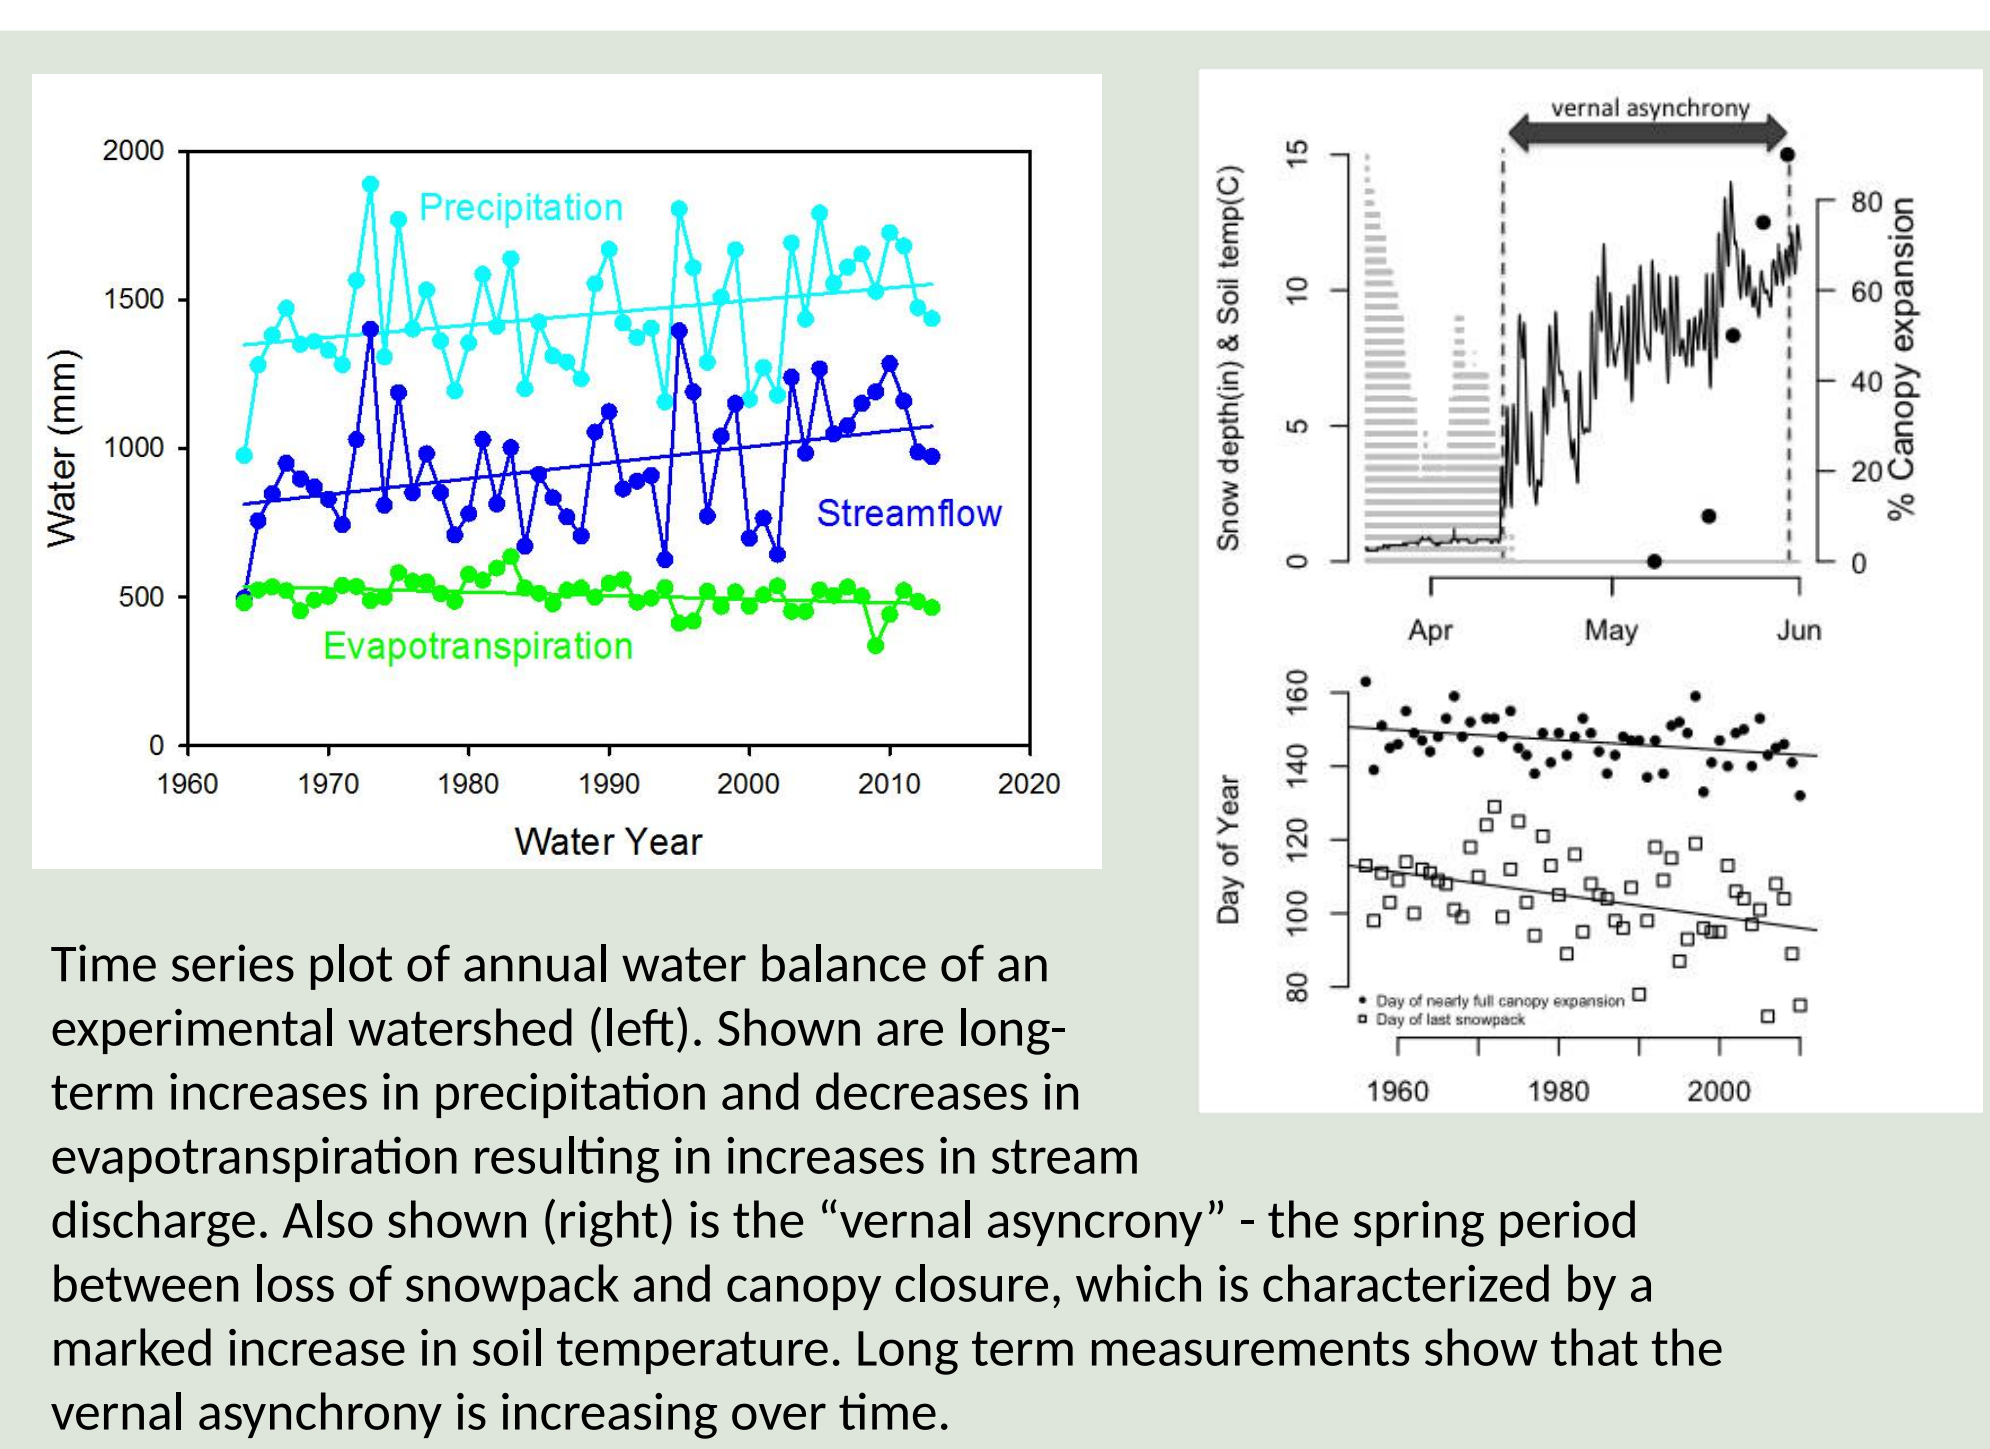 2000
1500
1000
500
0
Water (mm)
Precipitation
Streamflow
Evapotranspiration
1960 1970 1980 1990 2000 2010 2020
Water Year
vernal asynchrony
15
10
5
0
Snow depth(in) & Soil temp(C)
80
60
40
20
0
% Canopy expansion
Apr May Jun
160
140
120
100
80
Day of Year
Day of nearly full canopy expansion
Day of last snowpack
1960 1980 2000
Time series plot of annual water balance of an
experimental watershed (left). Shown are long-
term increases in precipitation and decreases in
evapotranspiration resulting in increases in stream
discharge. Also shown (right) is the “vernal asyncrony” - the spring period
between loss of snowpack and canopy closure, which is characterized by a
marked increase in soil temperature. Long term measurements show that the
vernal asynchrony is increasing over time.